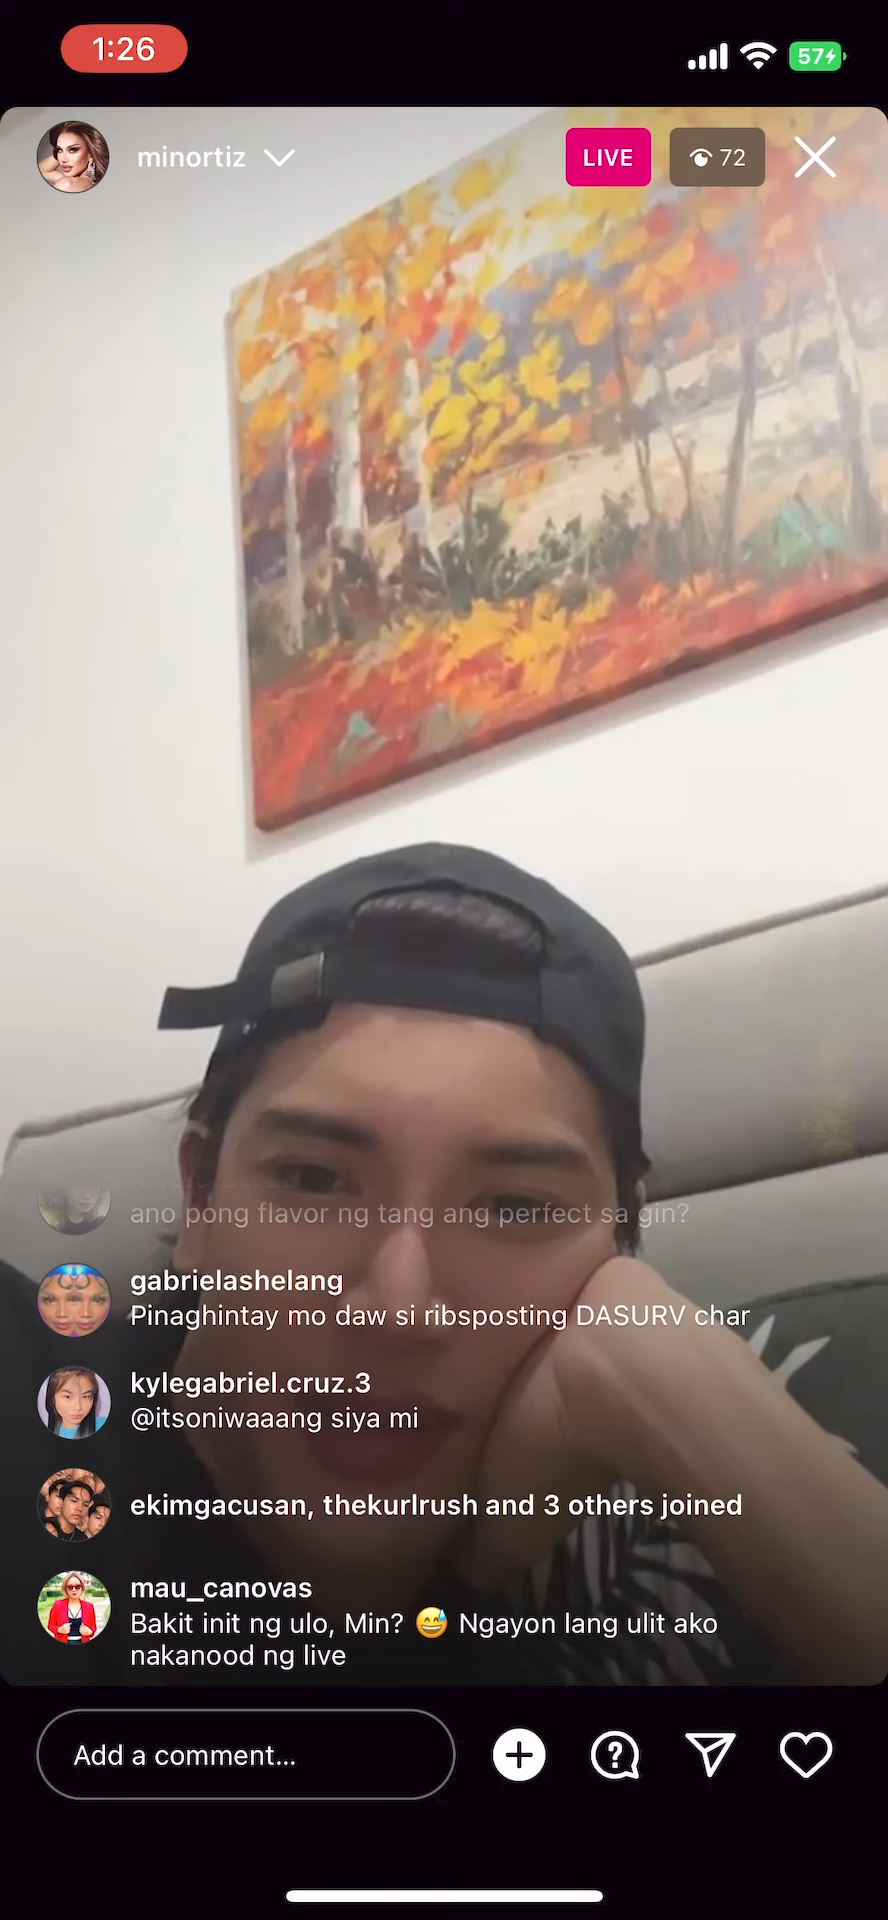 1:26
57
minortiz
LIVE
72
ano pong flavor ng tang ang perfect sa gin?
gabrielashelang
Pinaghintay mo daw si ribsposting DASURV char
kylegabriel.cruz.3
@itsoniwaaang siya mi
ekimgacusan, thekurlrush and 3 others joined
mau_canovas
Bakit init ng ulo, Min? 😅 Ngayon lang ulit ako
nakanood ng live
Add a comment...